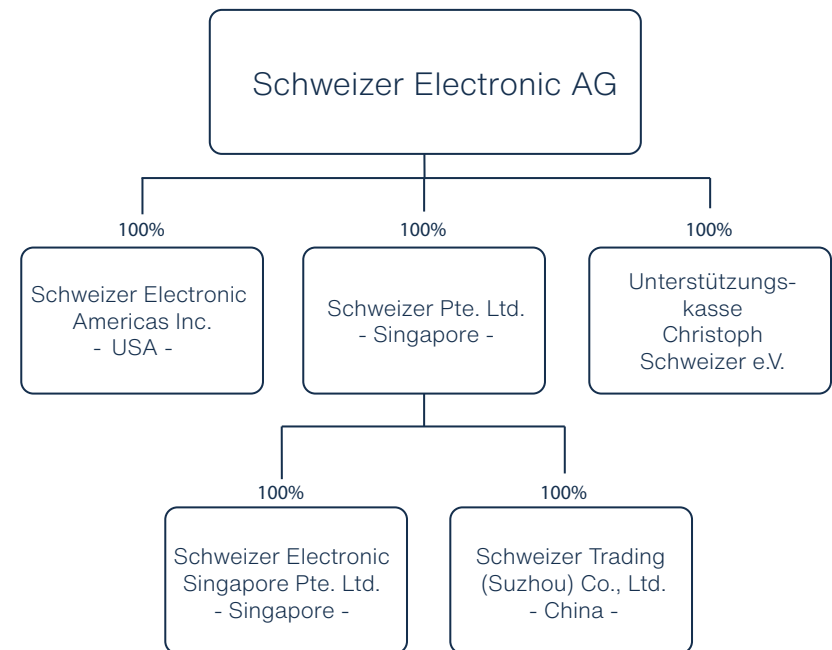 Schweizer Electronic AG
100%
100%
100%
Schweizer Electronic
Americas Inc.
- USA -
Schweizer Pte. Ltd.
- Singapore -
Unterstützungs-
kasse
Christoph
Schweizer e.V.
100%
100%
Schweizer Electronic
Singapore Pte. Ltd.
- Singapore -
Schweizer Trading
(Suzhou) Co., Ltd.
- China -